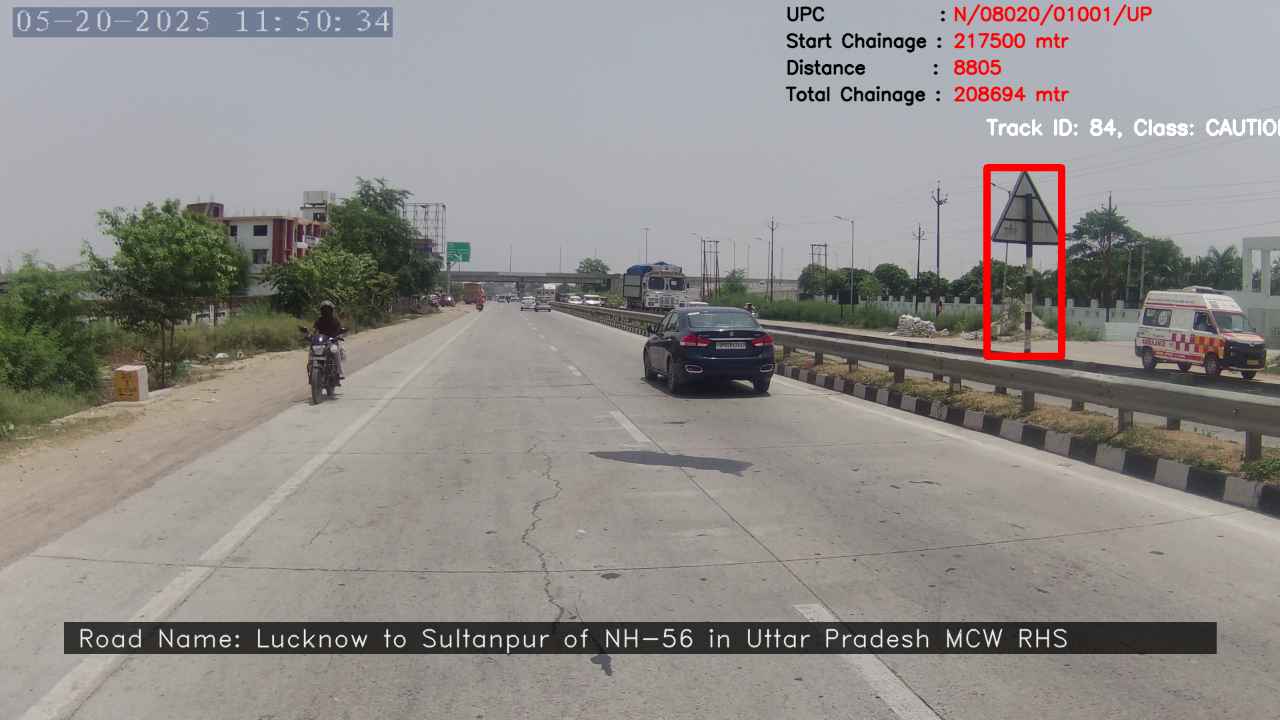 05-20-2025 11:50:34
UPC : N/08020/01001/UP
Start Chainage : 217500 mtr
Distance : 8805
Total Chainage : 208694 mtr
Track ID: 84, Class: CAUTIO
AMBULANCE
Road Name: Lucknow to Sultanpur of NH-56 in Uttar Pradesh MCW RHS